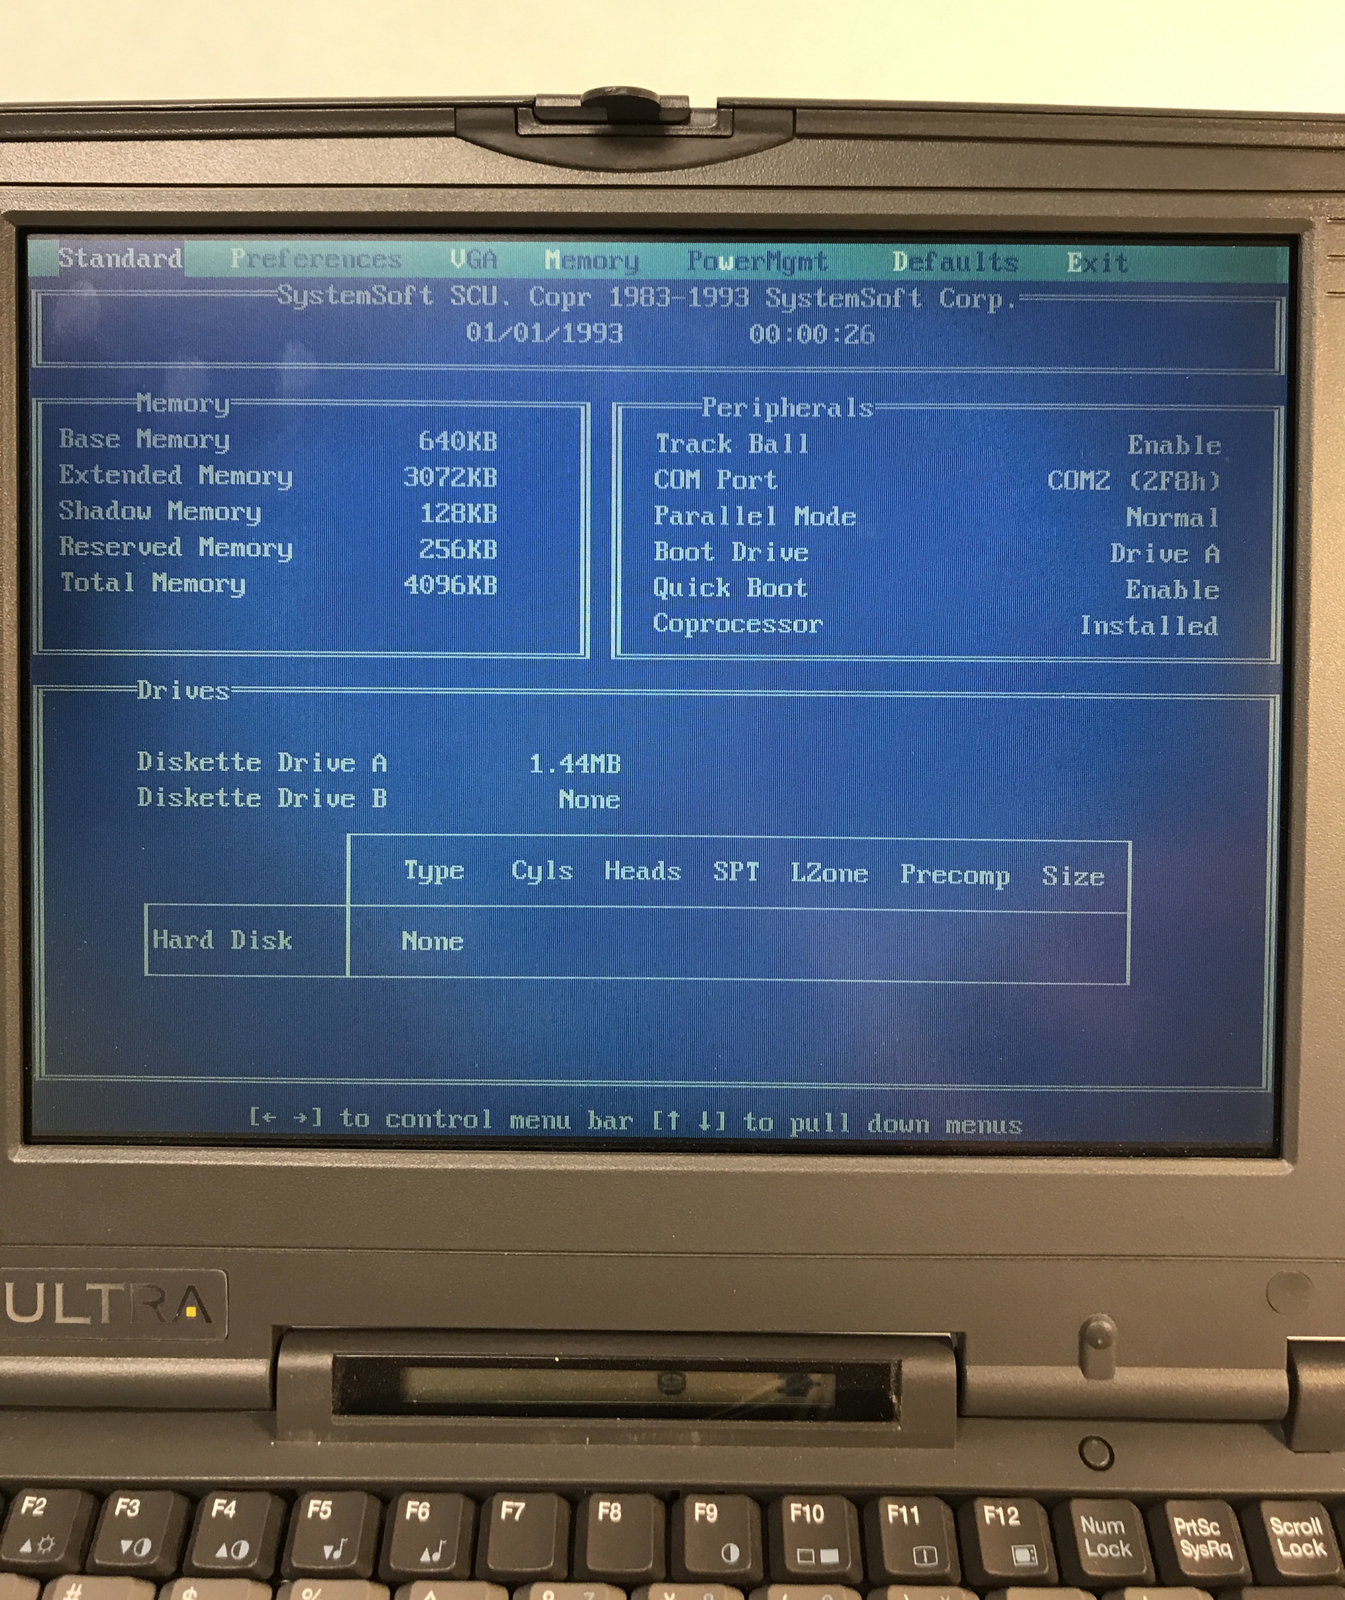 Standard Preferences VGA Memory PowerMgmt Defaults Exit
SystemSoft SCU. Copr 1983-1993 SystemSoft Corp.
01/01/1993 00:00:26
Memory
Base Memory 640KB
Extended Memory 3072KB
Shadow Memory 128KB
Reserved Memory 256KB
Total Memory 4096KB
Peripherals
Track Ball Enable
COM Port COM2 (2F8h)
Parallel Mode Normal
Boot Drive Drive A
Quick Boot Enable
Coprocessor Installed
Drives
Diskette Drive A 1.44MB
Diskette Drive B None
Type Cyls Heads SPT LZone Precomp Size
Hard Disk None
[← →] to control menu bar [↑ ↓] to pull down menus
ULTRA
F2 F3 F4 F5 F6 F7 F8 F9 F10 F11 F12 Num Lock PrtSc SysRq Scroll Lock
# $ %